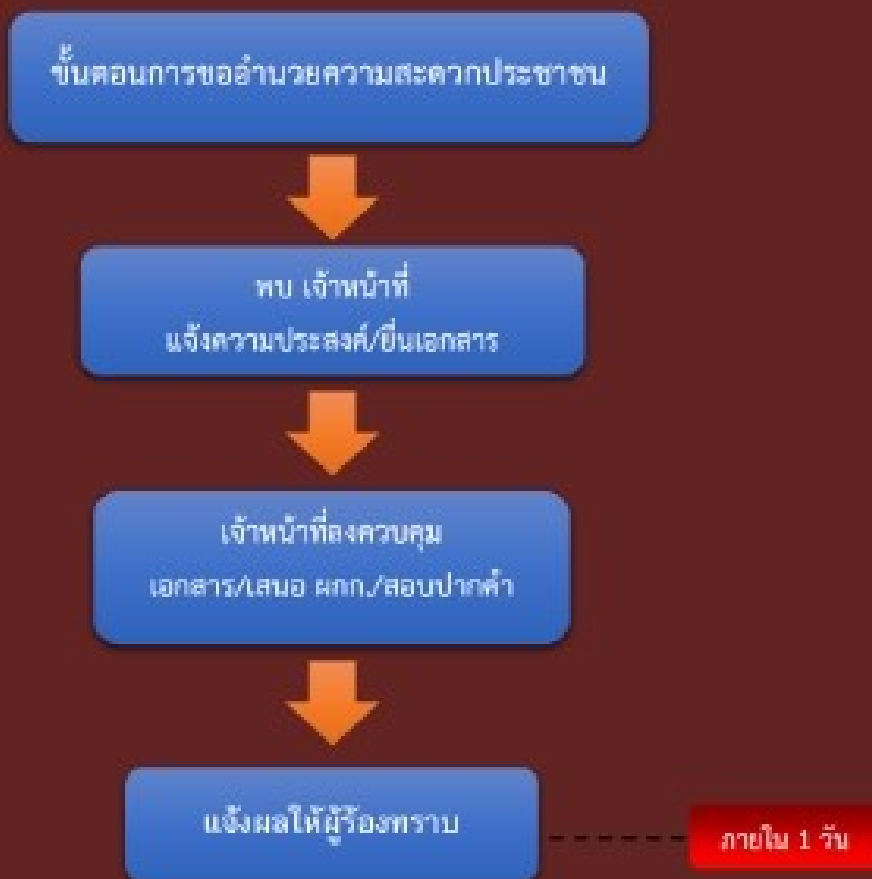 ขั้นตอนการขออำนวยความสะดวกประชาชน
พบ เจ้าหน้าที่
แจ้งความประสงค์/ยื่นเอกสาร
เจ้าหน้าที่ลงควบคุม
เอกสาร/เสนอ ผกก./สอบปากคำ
แจ้งผลให้ผู้ร้องทราบ
ภายใน 1 วัน